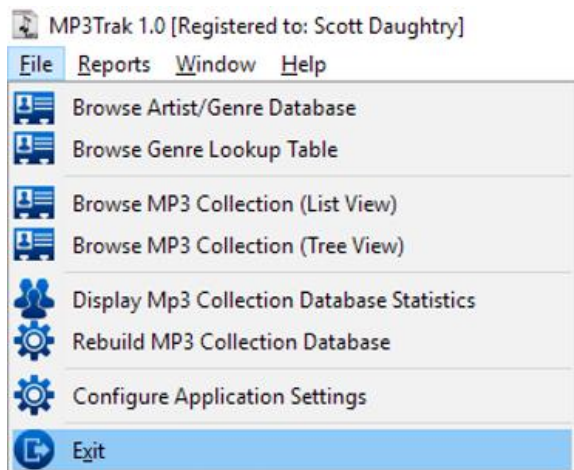 MP3Trak 1.0 [Registered to: Scott Daughtry]
File Reports Window Help
Browse Artist/Genre Database
Browse Genre Lookup Table
Browse MP3 Collection (List View)
Browse MP3 Collection (Tree View)
Display Mp3 Collection Database Statistics
Rebuild MP3 Collection Database
Configure Application Settings
Exit